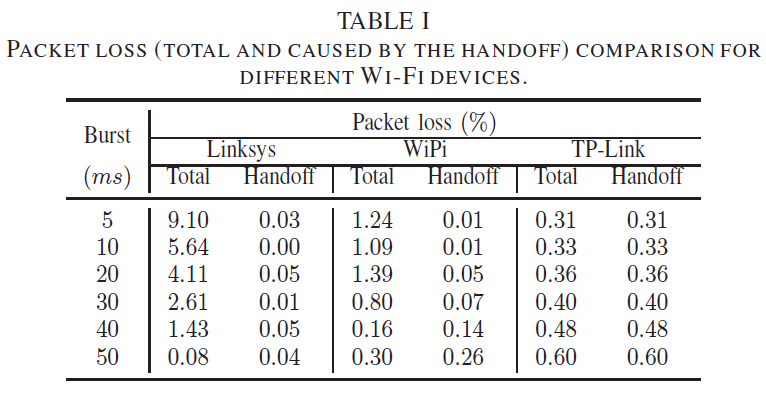 TABLE I
PACKET LOSS (TOTAL AND CAUSED BY THE HANDOFF) COMPARISON FOR
DIFFERENT WI-FI DEVICES.
Burst Packet loss (%)
Linksys WiPi TP-Link
(ms) Total Handoff Total Handoff Total Handoff
5 9.10 0.03 1.24 0.01 0.31 0.31
10 5.64 0.00 1.09 0.01 0.33 0.33
20 4.11 0.05 1.39 0.05 0.36 0.36
30 2.61 0.01 0.80 0.07 0.40 0.40
40 1.43 0.05 0.16 0.14 0.48 0.48
50 0.08 0.04 0.30 0.26 0.60 0.60